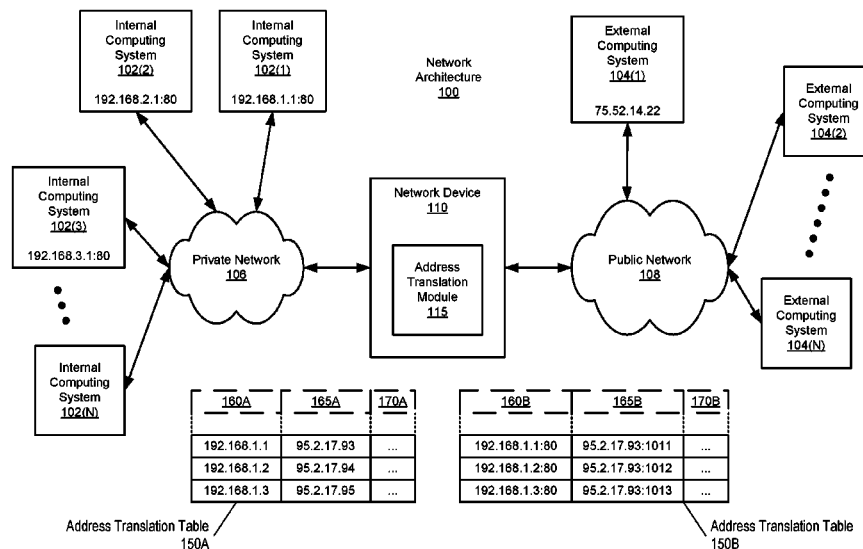 Internal
Computing
System
102(2)
192.168.2.1:80
Internal
Computing
System
102(1)
192.168.1.1:80
Network
Architecture
100
External
Computing
System
104(1)
75.52.14.22
External
Computing
System
104(2)
Internal
Computing
System
102(3)
192.168.3.1:80
Network Device
110
Private Network
106
Address
Translation
Module
115
Public Network
108
Internal
Computing
System
102(N)
External
Computing
System
104(N)
160A 165A 170A
192.168.1.1 95.2.17.93 ...
192.168.1.2 95.2.17.94 ...
192.168.1.3 95.2.17.95 ...
160B 165B 170B
192.168.1.1:80 95.2.17.93:1011 ...
192.168.1.2:80 95.2.17.93:1012 ...
192.168.1.3:80 95.2.17.93:1013 ...
Address Translation Table
150A
Address Translation Table
150B